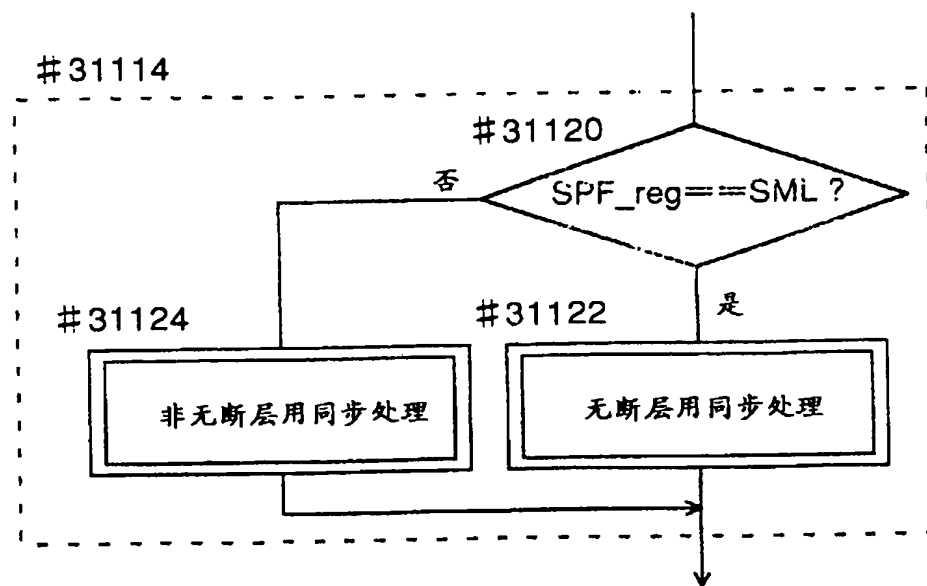 #31114
#31120
否
SPF_reg==SML?
是
#31124
#31122
非无断层用同步处理
无断层用同步处理